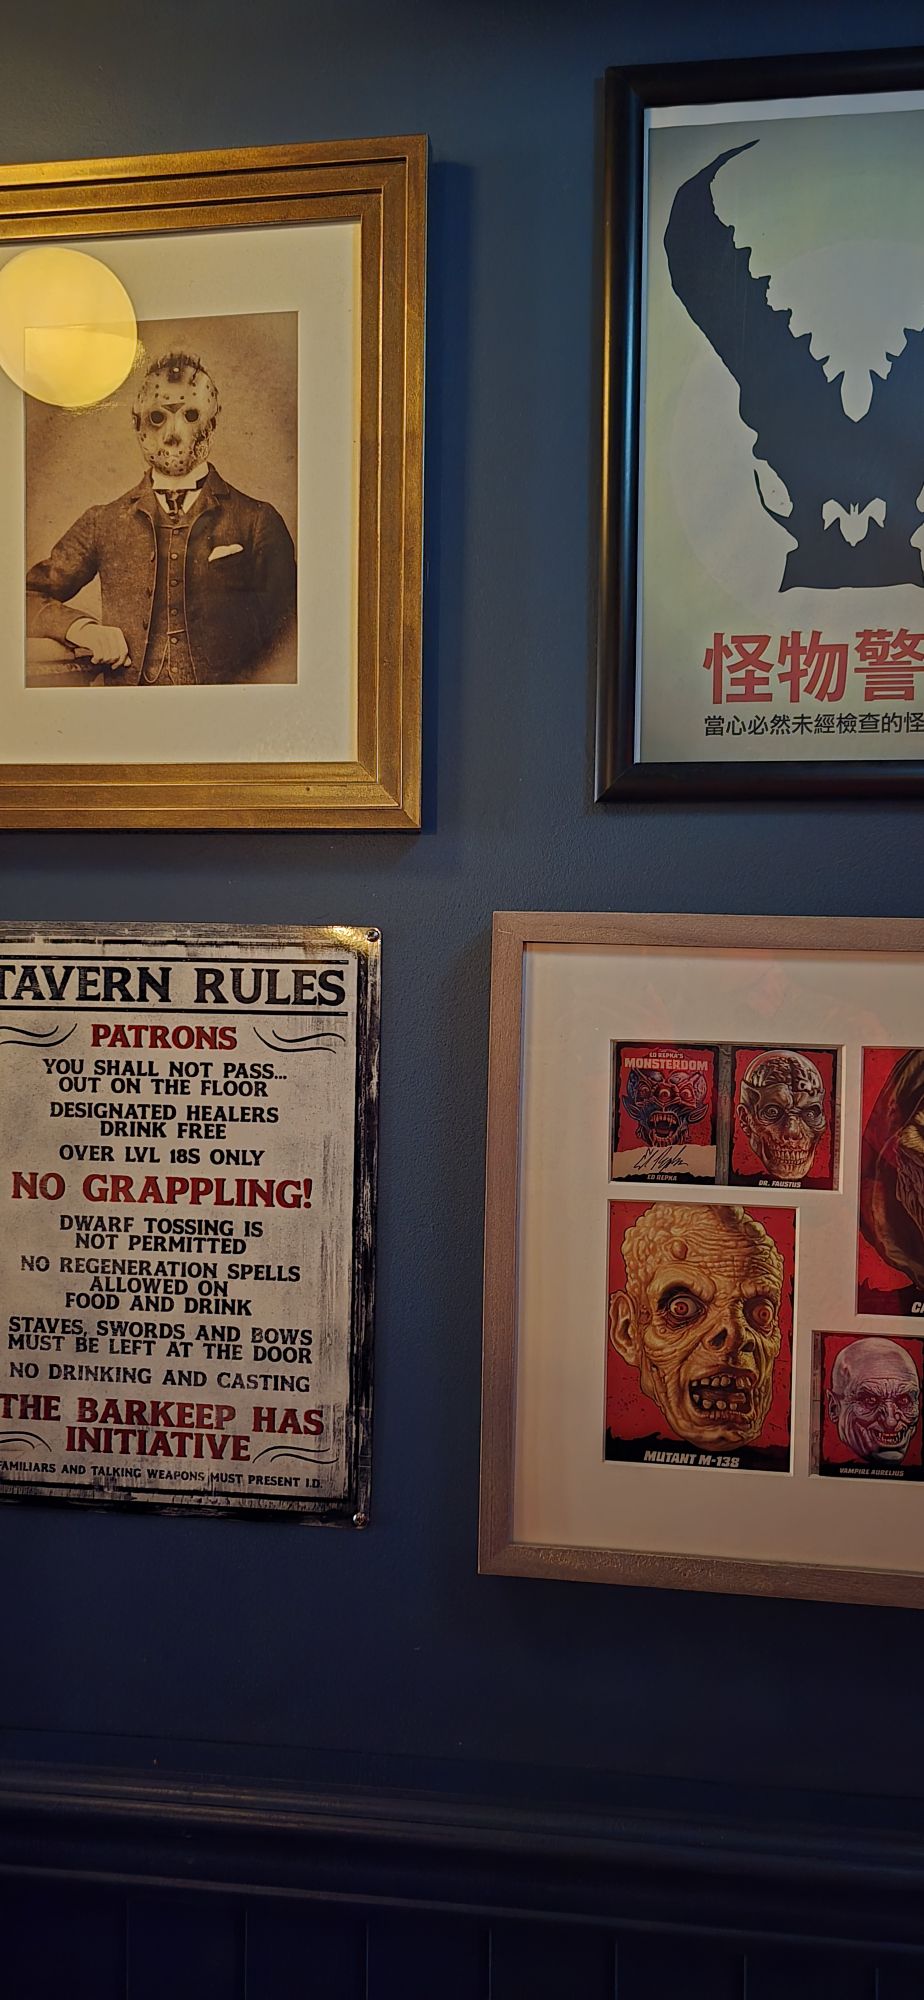 怪物警
當心必然未經檢查的怪
TAVERN RULES
PATRONS
YOU SHALL NOT PASS...
OUT ON THE FLOOR
DESIGNATED HEALERS
DRINK FREE
OVER LVL 18S ONLY
NO GRAPPLING!
DWARF TOSSING IS
NOT PERMITTED
NO REGENERATION SPELLS
ALLOWED ON
FOOD AND DRINK
STAVES, SWORDS AND BOWS
MUST BE LEFT AT THE DOOR
NO DRINKING AND CASTING
THE BARKEEP HAS
INITIATIVE
FAMILIARS AND TALKING WEAPONS MUST PRESENT I.D.
ED REPKA'S
MONSTERDOM
ED REPKA
DR. FAUSTUS
MUTANT M-138
VAMPIRE AURELIUS